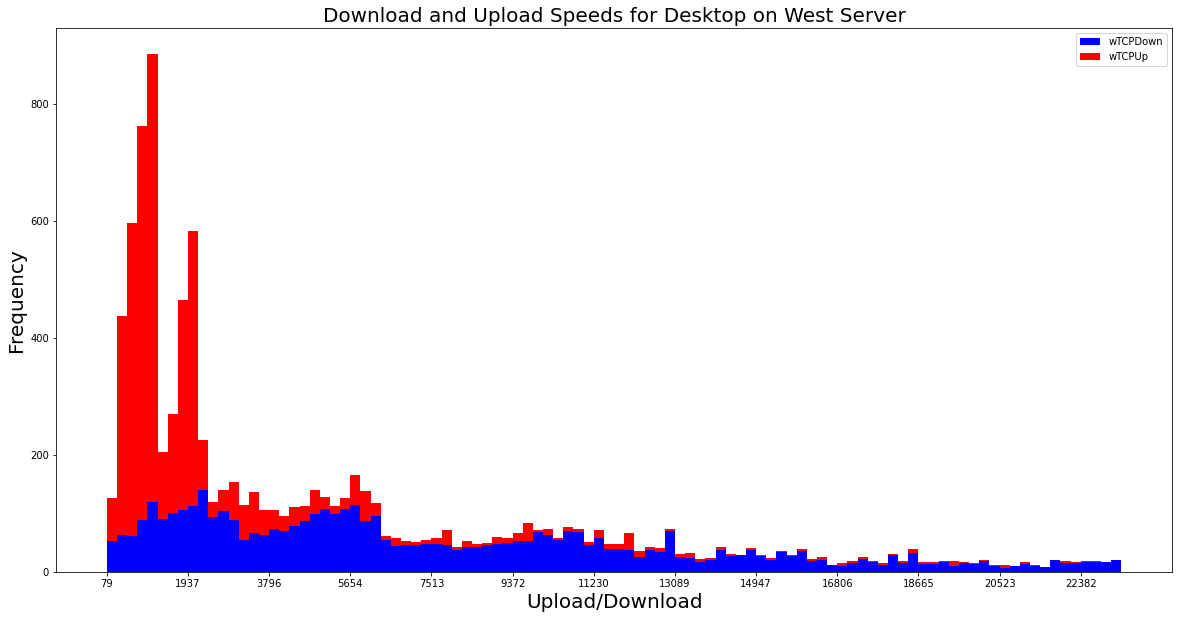 Download and Upload Speeds for Desktop on West Server
wTCPDown
wTCPUp
Frequency
800
600
400
200
0
79 1937 3796 5654 7513 9372 11230 13089 14947 16806 18665 20523 22382
Upload/Download